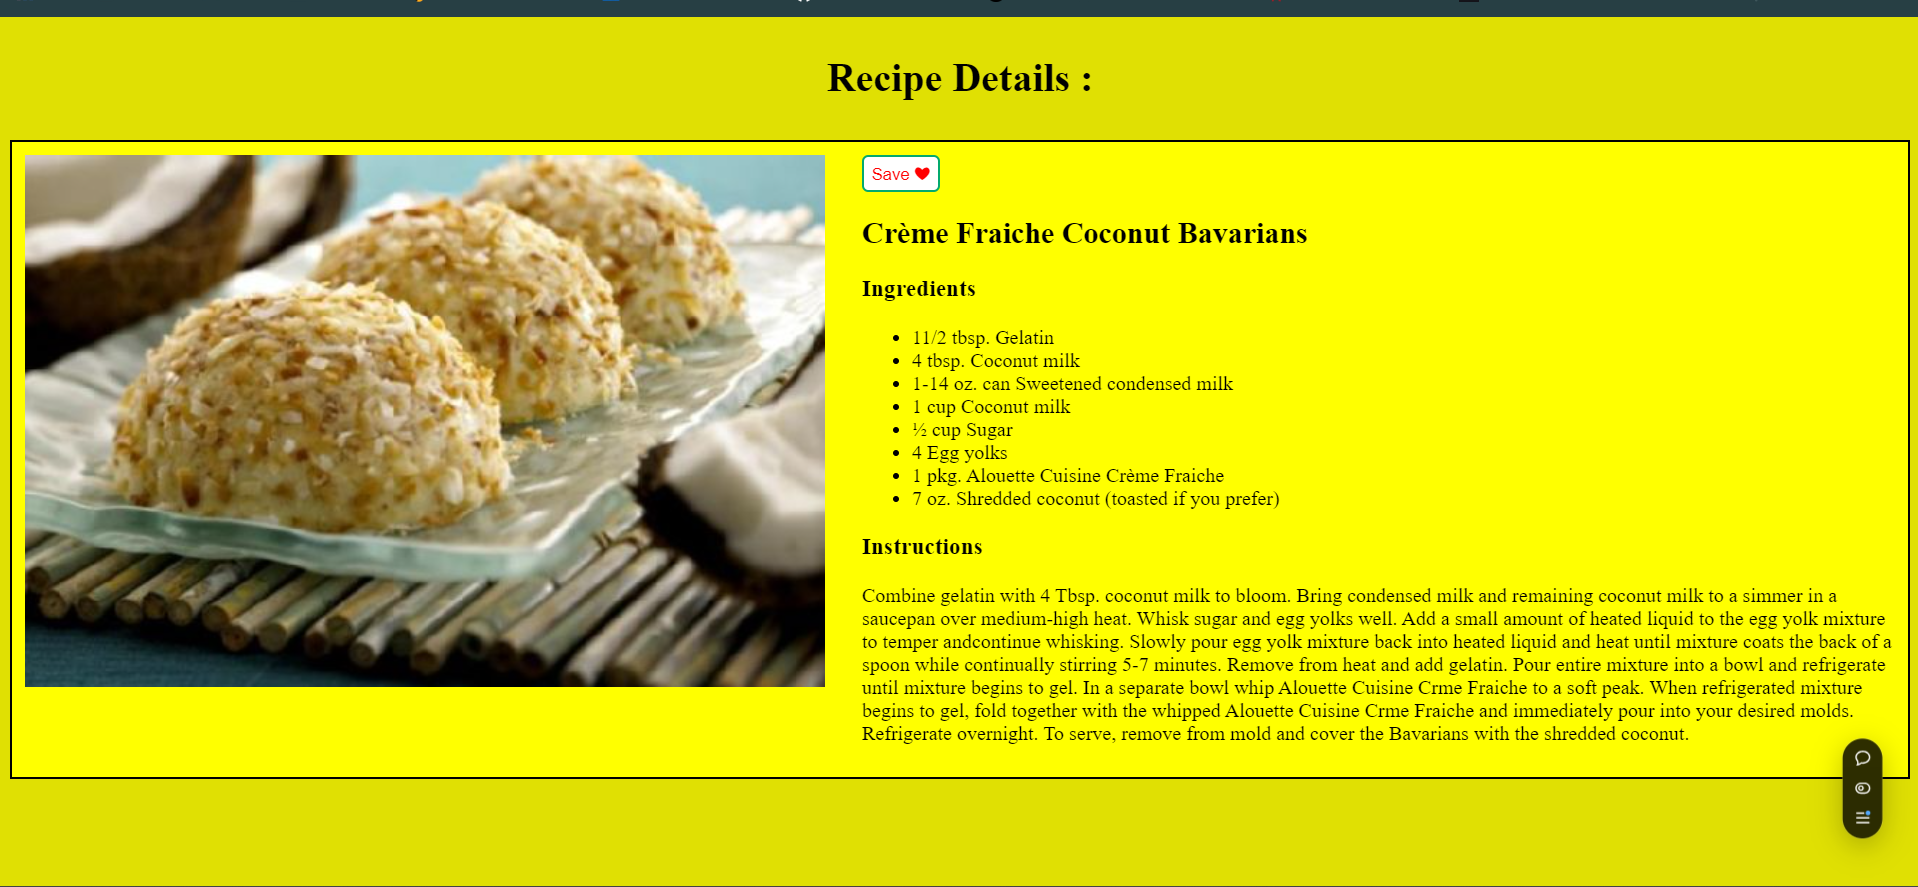 Recipe Details :
Save
Crème Fraiche Coconut Bavarians
Ingredients
11/2 tbsp. Gelatin
4 tbsp. Coconut milk
1-14 oz. can Sweetened condensed milk
1 cup Coconut milk
½ cup Sugar
4 Egg yolks
1 pkg. Alouette Cuisine Crème Fraiche
7 oz. Shredded coconut (toasted if you prefer)
Instructions
Combine gelatin with 4 Tbsp. coconut milk to bloom. Bring condensed milk and remaining coconut milk to a simmer in a
saucepan over medium-high heat. Whisk sugar and egg yolks well. Add a small amount of heated liquid to the egg yolk mixture
to temper andcontinue whisking. Slowly pour egg yolk mixture back into heated liquid and heat until mixture coats the back of a
spoon while continually stirring 5-7 minutes. Remove from heat and add gelatin. Pour entire mixture into a bowl and refrigerate
until mixture begins to gel. In a separate bowl whip Alouette Cuisine Crme Fraiche to a soft peak. When refrigerated mixture
begins to gel, fold together with the whipped Alouette Cuisine Crme Fraiche and immediately pour into your desired molds.
Refrigerate overnight. To serve, remove from mold and cover the Bavarians with the shredded coconut.